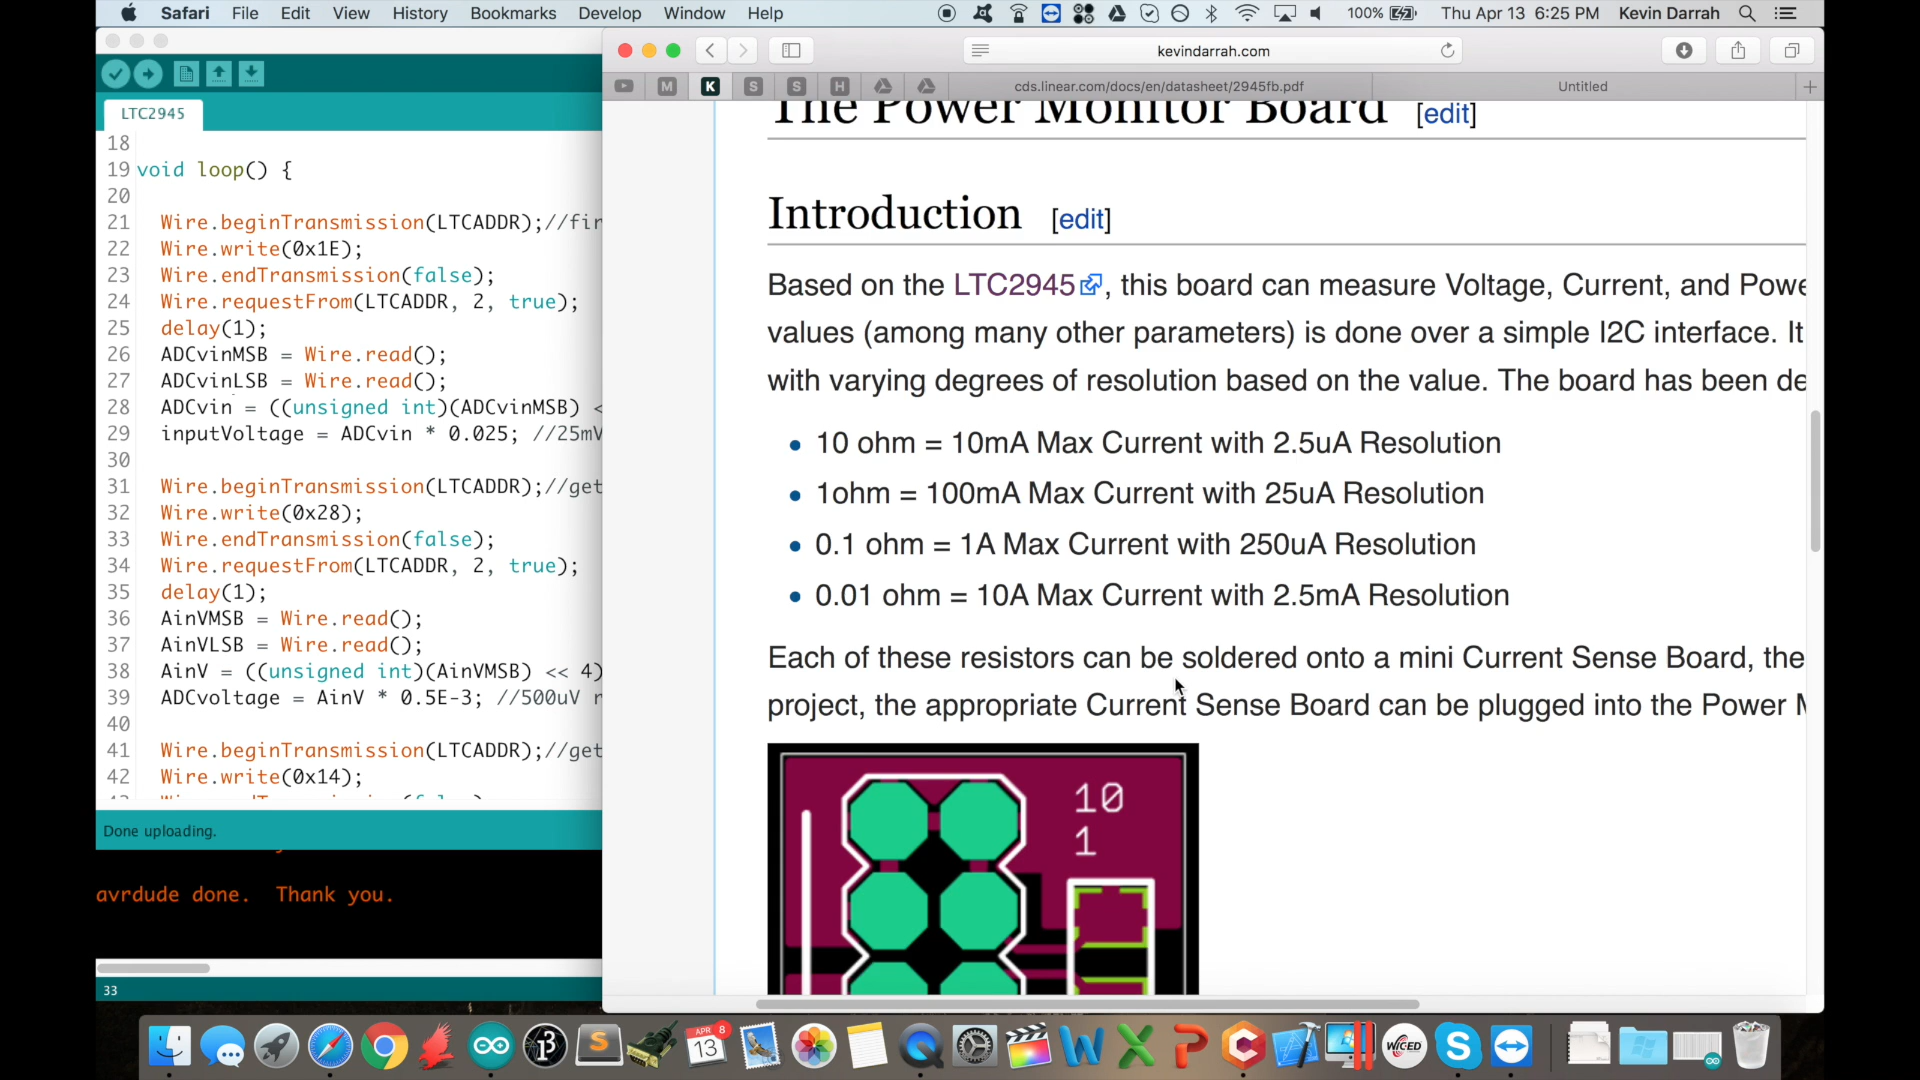 Safari File Edit View History Bookmarks Develop Window Help 100% Thu Apr 13 6:25 PM Kevin Darrah
kevindarrah.com
M K S S H cds.linear.com/docs/en/datasheet/2945fb.pdf Untitled
LTC2945
18
19 void loop() {
20
21 Wire.beginTransmission(LTCADDR);//fir
22 Wire.write(0x1E);
23 Wire.endTransmission(false);
24 Wire.requestFrom(LTCADDR, 2, true);
25 delay(1);
26 ADCvinMSB = Wire.read();
27 ADCvinLSB = Wire.read();
28 ADCvin = ((unsigned int)(ADCvinMSB) <
29 inputVoltage = ADCvin * 0.025; //25mV
30
31 Wire.beginTransmission(LTCADDR);//get
32 Wire.write(0x28);
33 Wire.endTransmission(false);
34 Wire.requestFrom(LTCADDR, 2, true);
35 delay(1);
36 AinVMSB = Wire.read();
37 AinVLSB = Wire.read();
38 AinV = ((unsigned int)(AinVMSB) << 4)
39 ADCvoltage = AinV * 0.5E-3; //500uV r
40
41 Wire.beginTransmission(LTCADDR);//get
42 Wire.write(0x14);
Done uploading.
avrdude done. Thank you.
33
The Power Monitor Board [edit]
Introduction [edit]
Based on the LTC2945, this board can measure Voltage, Current, and Powe
values (among many other parameters) is done over a simple I2C interface. It
with varying degrees of resolution based on the value. The board has been de
• 10 ohm = 10mA Max Current with 2.5uA Resolution
• 1ohm = 100mA Max Current with 25uA Resolution
• 0.1 ohm = 1A Max Current with 250uA Resolution
• 0.01 ohm = 10A Max Current with 2.5mA Resolution
Each of these resistors can be soldered onto a mini Current Sense Board, the
project, the appropriate Current Sense Board can be plugged into the Power M
10
1
APR 8
13
13
S
W X P
WICED
S